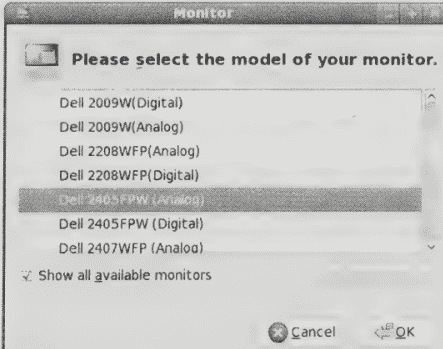 Monitor
Please select the model of your monitor.
Dell 2009W(Digital)
Dell 2009W(Analog)
Dell 2208WFP(Analog)
Dell 2208WFP(Digital)
Dell 2405FPW (Analog)
Dell 2405FPW (Digital)
Dell 2407WFP (Analog)
Show all available monitors
Cancel
OK